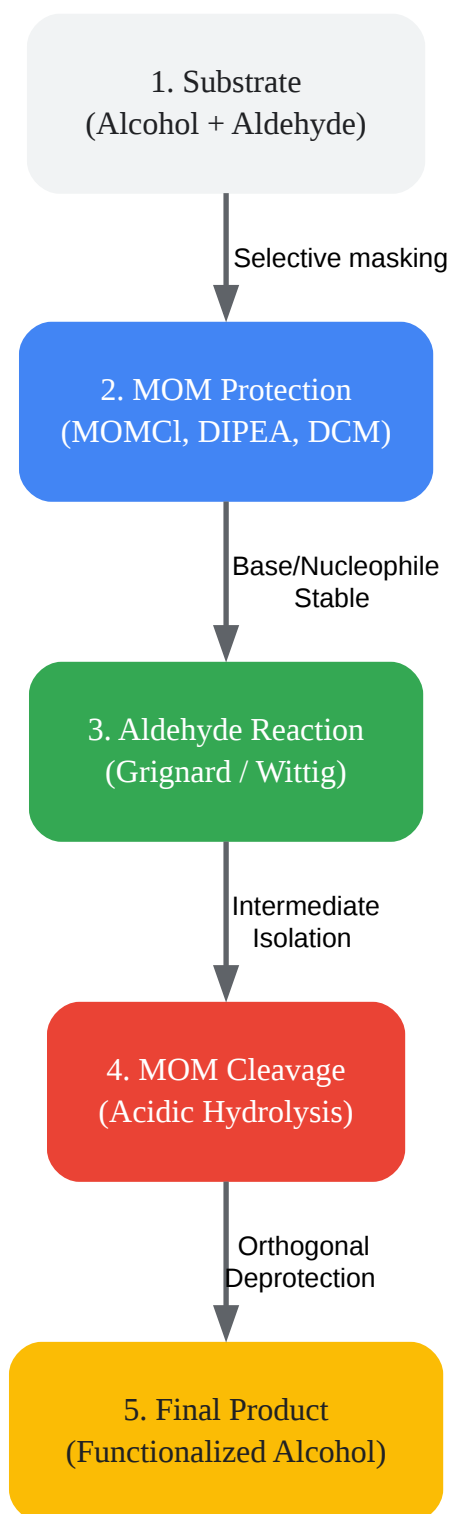 1. Substrate
(Alcohol + Aldehyde)
Selective masking
2. MOM Protection
(MOMCl, DIPEA, DCM)
Base/Nucleophile
Stable
3. Aldehyde Reaction
(Grignard / Wittig)
Intermediate
Isolation
4. MOM Cleavage
(Acidic Hydrolysis)
Orthogonal
Deprotection
5. Final Product
(Functionalized Alcohol)